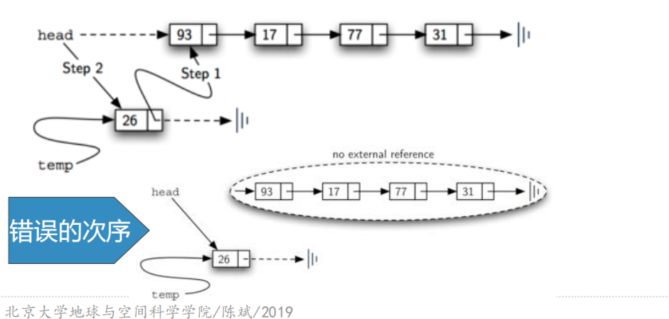 head
93 17 77 31
Step 2
Step 1
26
temp
no external reference
head
93 17 77 31
错误的次序
26
temp
北京大学地球与空间科学学院/陈斌/2019